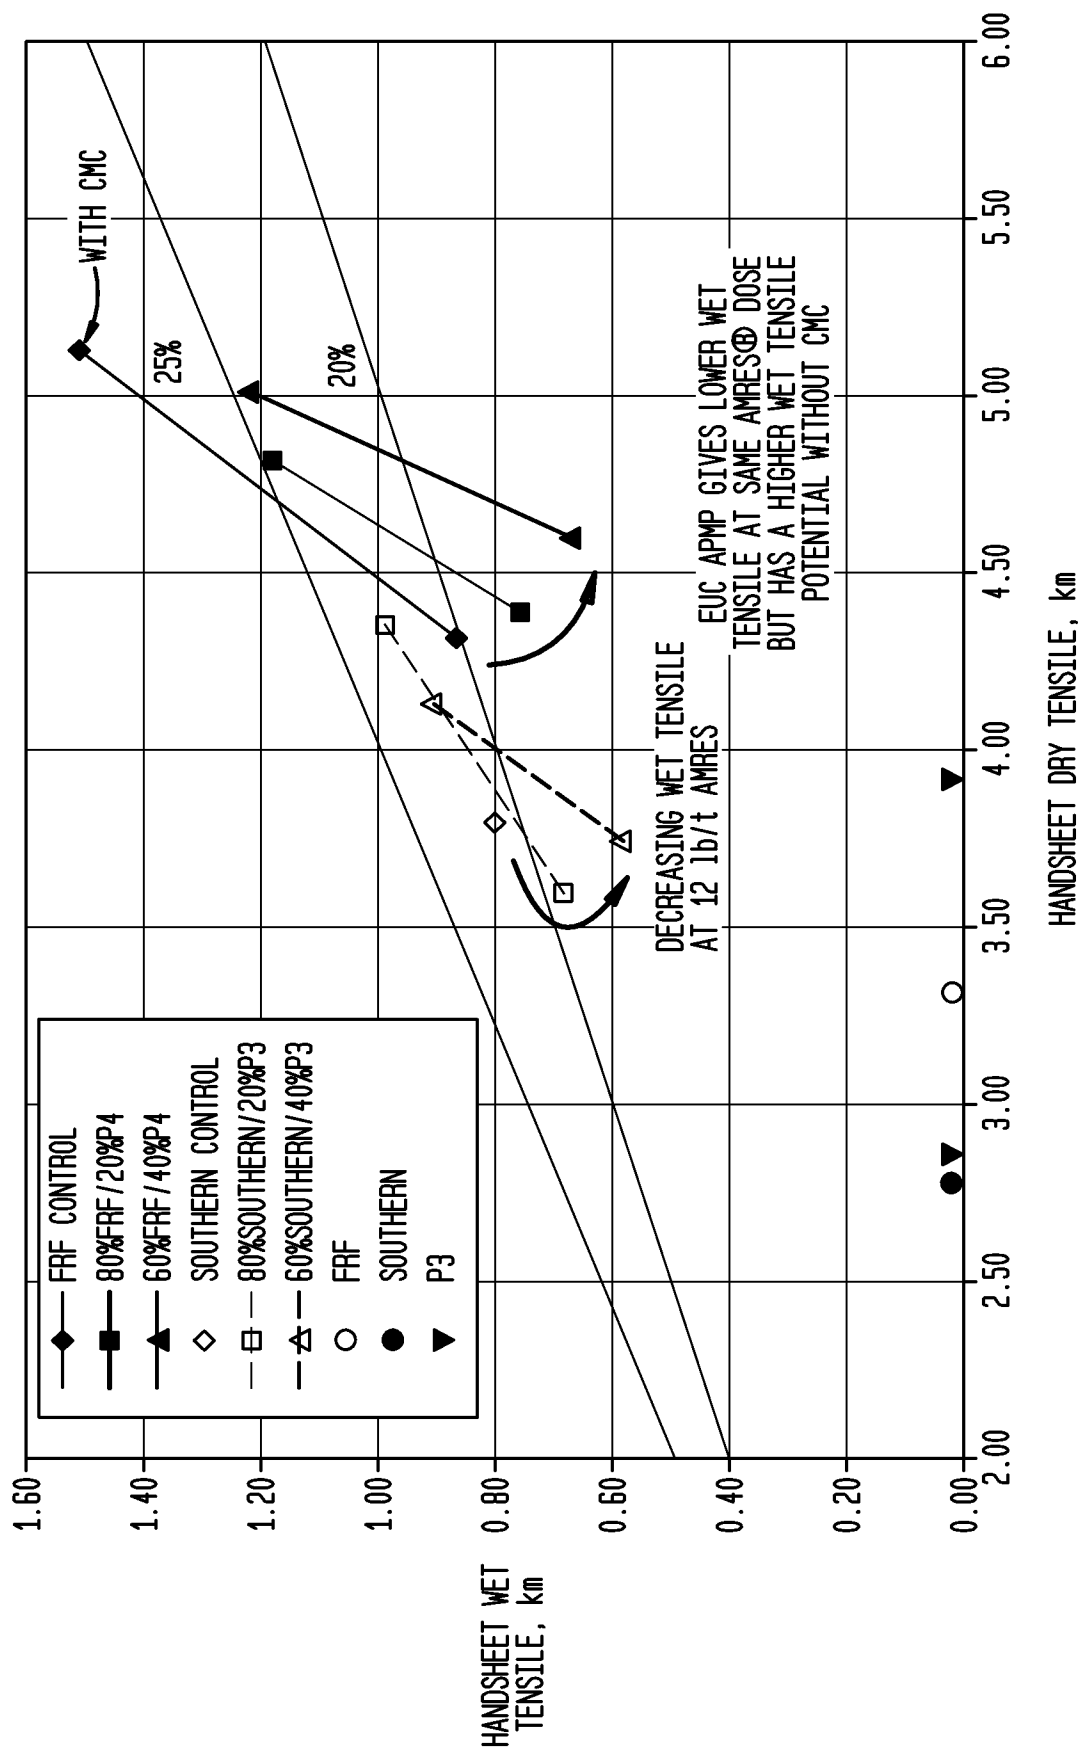 1.60
1.40
1.20
1.00
0.80
0.60
0.40
0.20
0.00
HANDSHEET WET
TENSILE, km
2.00
2.50
3.00
3.50
4.00
4.50
5.00
5.50
6.00
HANDSHEET DRY TENSILE, km
FRF CONTROL
80%FRF/20%P4
60%FRF/40%P4
SOUTHERN CONTROL
80%SOUTHERN/20%P3
60%SOUTHERN/40%P3
FRF
SOUTHERN
P3
WITH CMC
25%
20%
DECREASING WET TENSILE
AT 12 lb/t AMRES
EUC APMP GIVES LOWER WET
TENSILE AT SAME AMRES® DOSE
BUT HAS A HIGHER WET TENSILE
POTENTIAL WITHOUT CMC